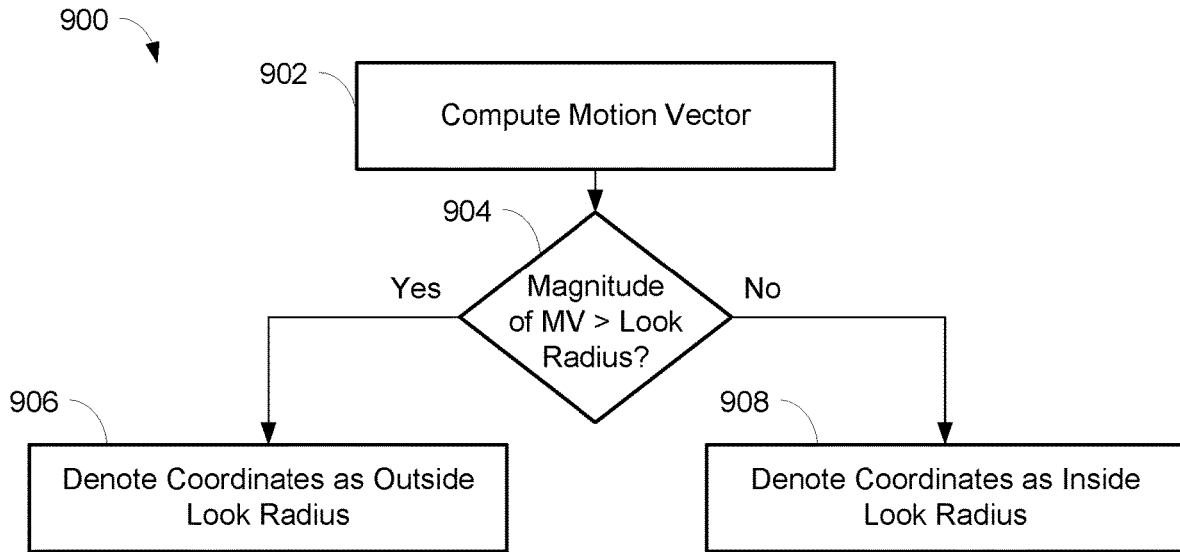 900
902
Compute Motion Vector
904
Yes
Magnitude
of MV > Look
Radius?
No
906
Denote Coordinates as Outside
Look Radius
908
Denote Coordinates as Inside
Look Radius